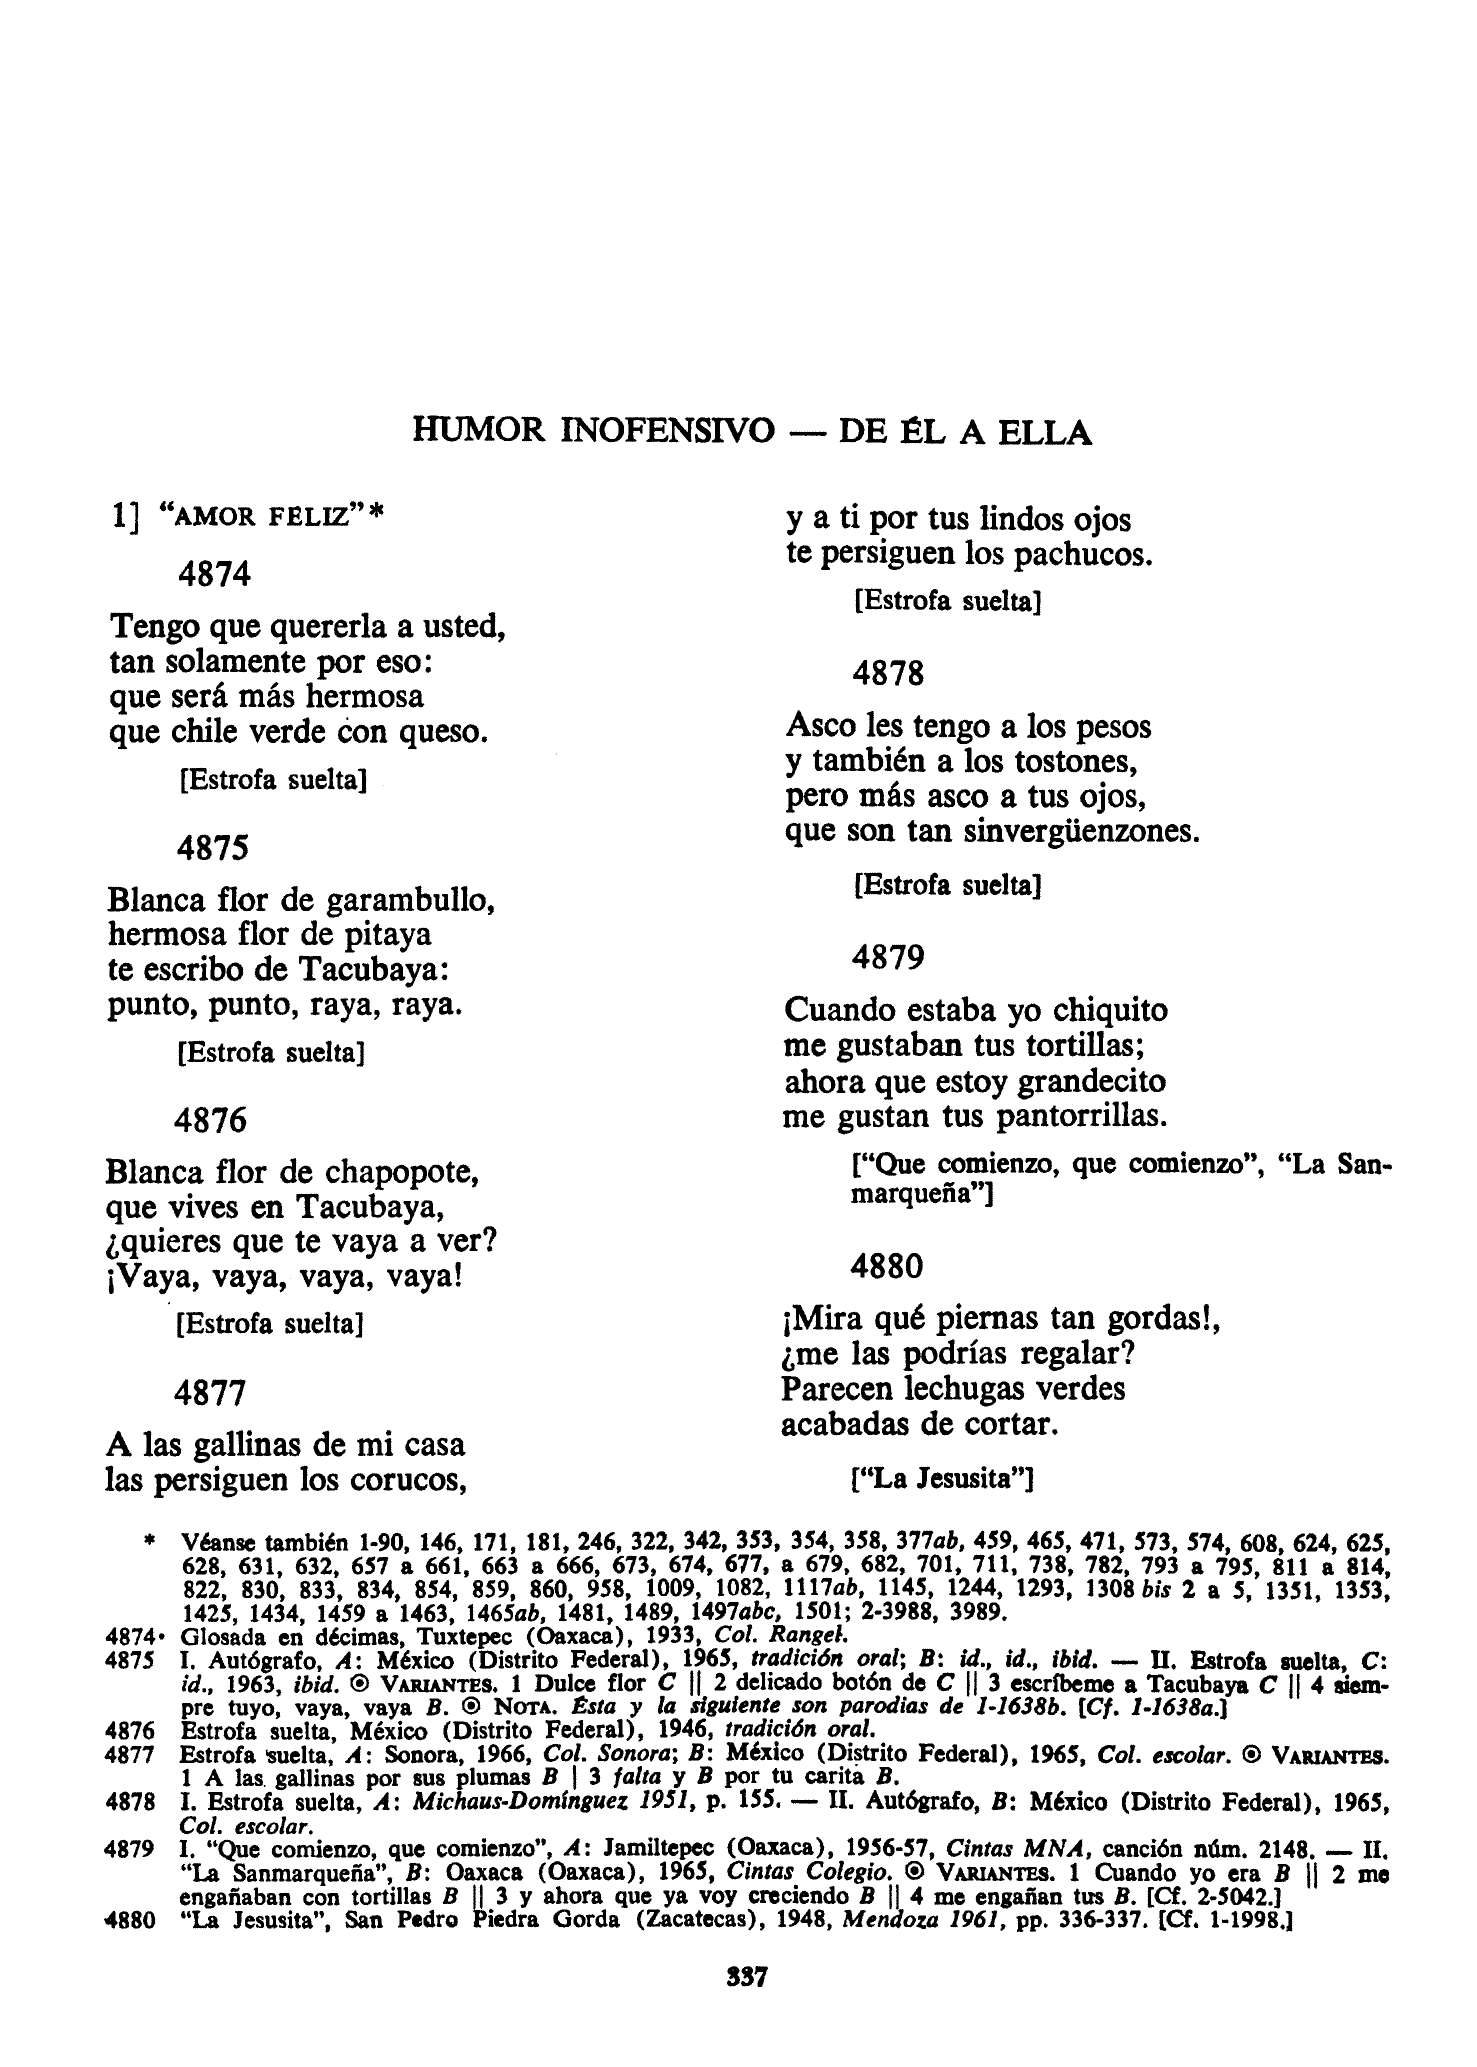 HUMOR INOFENSIVO — DE ÉL A ELLA
1] “AMOR FELIZ”*
4874
Tengo que quererla a usted,
tan solamente por eso:
que será más hermosa
que chile verde con queso.
[Estrofa suelta]
4875
Blanca flor de garambullo,
hermosa flor de pitaya
te escribo de Tacubaya:
punto, punto, raya, raya.
[Estrofa suelta]
4876
Blanca flor de chapopote,
que vives en Tacubaya,
¿quieres que te vaya a ver?
¡Vaya, vaya, vaya, vaya!
[Estrofa suelta]
4877
A las gallinas de mi casa
las persiguen los corucos,
y a ti por tus lindos ojos
te persiguen los pachucos.
[Estrofa suelta]
4878
Asco les tengo a los pesos
y también a los tostones,
pero más asco a tus ojos,
que son tan sinvergüenzones.
[Estrofa suelta]
4879
Cuando estaba yo chiquito
me gustaban tus tortillas;
ahora que estoy grandecito
me gustan tus pantorrillas.
[“Que comienzo, que comienzo”, “La San-
marqueña”]
4880
¡Mira qué piernas tan gordas!,
¿me las podrías regalar?
Parecen lechugas verdes
acabadas de cortar.
[“La Jesusita”]
* Véanse también 1-90, 146, 171, 181, 246, 322, 342, 353, 354, 358, 377ab, 459, 465, 471, 573, 574, 608, 624, 625,
628, 631, 632, 657 a 661, 663 a 666, 673, 674, 677, a 679, 682, 701, 711, 738, 782, 793 a 795, 811 a 814,
822, 830, 833, 834, 854, 859, 860, 958, 1009, 1082, 1117ab, 1145, 1244, 1293, 1308 bis 2 a 5, 1351, 1353,
1425, 1434, 1459 a 1463, 1465ab, 1481, 1489, 1497abc, 1501; 2-3988, 3989.
4874 Glosada en décimas, Tuxtepec (Oaxaca), 1933, Col. Rangel.
4875 I. Autógrafo, A: México (Distrito Federal), 1965, tradición oral; B: id., id., ibid. — II. Estrofa suelta, C:
id., 1963, ibid. ⊙ VARIANTES. 1 Dulce flor C || 2 delicado botón de C || 3 escríbeme a Tacubaya C || 4 siem-
pre tuyo, vaya, vaya B. ⊙ NOTA. Ésta y la siguiente son parodias de 1-1638b. [Cf. 1-1638a.]
4876 Estrofa suelta, México (Distrito Federal), 1946, tradición oral.
4877 Estrofa suelta, A: Sonora, 1966, Col. Sonora; B: México (Distrito Federal), 1965, Col. escolar. ⊙ VARIANTES.
1 A las gallinas por sus plumas B | 3 falta y B por tu carita B.
4878 I. Estrofa suelta, A: Michaus-Domínguez 1951, p. 155. — II. Autógrafo, B: México (Distrito Federal), 1965,
Col. escolar.
4879 I. “Que comienzo, que comienzo”, A: Jamiltepec (Oaxaca), 1956-57, Cintas MNA, canción núm. 2148. — II.
“La Sanmarqueña”, B: Oaxaca (Oaxaca), 1965, Cintas Colegio. ⊙ VARIANTES. 1 Cuando yo era B || 2 me
engañaban con tortillas B || 3 y ahora que ya voy creciendo B || 4 me engañan tus B. [Cf. 2-5042.]
4880 “La Jesusita”, San Pedro Piedra Gorda (Zacatecas), 1948, Mendoza 1961, pp. 336-337. [Cf. 1-1998.]
337